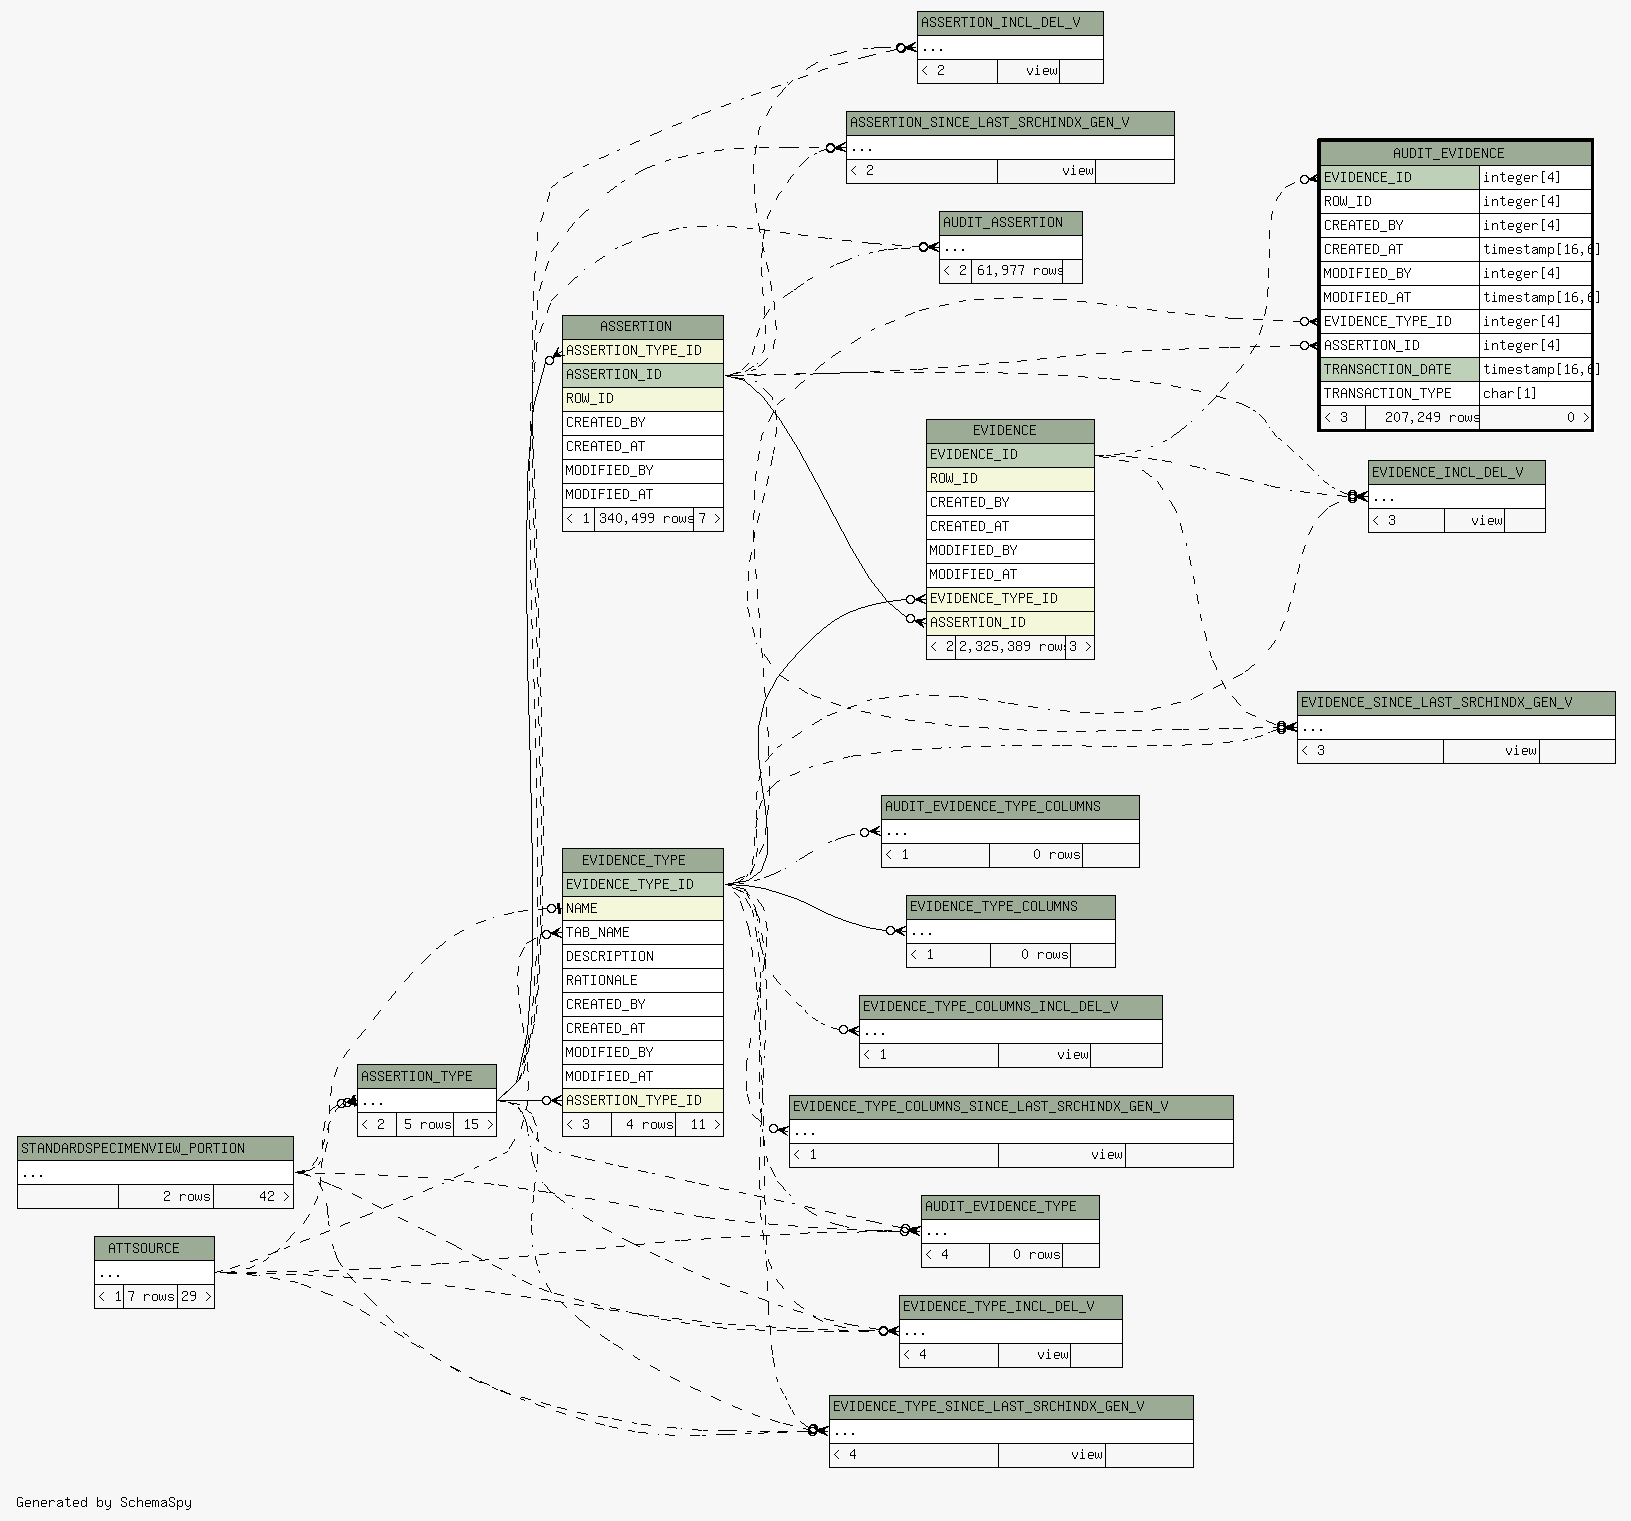 ASSERTION_INCL_DEL_V
...
< 2 view
ASSERTION_SINCE_LAST_SRCHINDX_GEN_V
...
< 2 view
AUDIT_EVIDENCE
EVIDENCE_ID integer[4]
ROW_ID integer[4]
CREATED_BY integer[4]
CREATED_AT timestamp[16,6]
MODIFIED_BY integer[4]
MODIFIED_AT timestamp[16,6]
EVIDENCE_TYPE_ID integer[4]
ASSERTION_ID integer[4]
TRANSACTION_DATE timestamp[16,6]
TRANSACTION_TYPE char[1]
< 3 207,249 rows 0 >
AUDIT_ASSERTION
...
< 2 61,977 rows
ASSERTION
ASSERTION_TYPE_ID
ASSERTION_ID
ROW_ID
CREATED_BY
CREATED_AT
MODIFIED_BY
MODIFIED_AT
< 1 340,499 rows 7 >
EVIDENCE
EVIDENCE_ID
ROW_ID
CREATED_BY
CREATED_AT
MODIFIED_BY
MODIFIED_AT
EVIDENCE_TYPE_ID
ASSERTION_ID
< 2 2,325,389 rows 3 >
EVIDENCE_INCL_DEL_V
...
< 3 view
EVIDENCE_SINCE_LAST_SRCHINDX_GEN_V
...
< 3 view
AUDIT_EVIDENCE_TYPE_COLUMNS
...
< 1 0 rows
EVIDENCE_TYPE
EVIDENCE_TYPE_ID
NAME
TAB_NAME
DESCRIPTION
RATIONALE
CREATED_BY
CREATED_AT
MODIFIED_BY
MODIFIED_AT
ASSERTION_TYPE_ID
< 3 4 rows 11 >
EVIDENCE_TYPE_COLUMNS
...
< 1 0 rows
EVIDENCE_TYPE_COLUMNS_INCL_DEL_V
...
< 1 view
ASSERTION_TYPE
...
< 2 5 rows 15 >
EVIDENCE_TYPE_COLUMNS_SINCE_LAST_SRCHINDX_GEN_V
...
< 1 view
STANDARDSPECIMENVIEW_PORTION
...
2 rows 42 >
AUDIT_EVIDENCE_TYPE
...
< 4 0 rows
ATTSOURCE
...
< 1 7 rows 29 >
EVIDENCE_TYPE_INCL_DEL_V
...
< 4 view
EVIDENCE_TYPE_SINCE_LAST_SRCHINDX_GEN_V
...
< 4 view
Generated by SchemaSpy